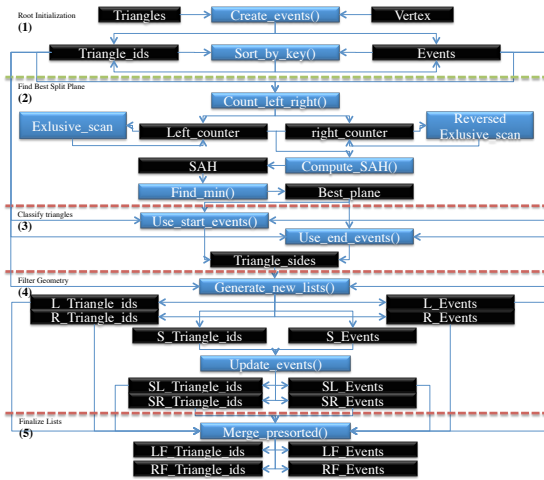 Root Initialization
(1)
Triangles
Create_events()
Vertex
Triangle_ids
Sort_by_key()
Events
Find Best Split Plane
(2)
Count_left_right()
Exlusive_scan
Left_counter
right_counter
Reversed
Exlusive_scan
SAH
Compute_SAH()
Find_min()
Best_plane
Classify triangles
(3)
Use_start_events()
Use_end_events()
Triangle_sides
Filter Geometry
(4)
Generate_new_lists()
L_Triangle_ids
L_Events
R_Triangle_ids
R_Events
S_Triangle_ids
S_Events
Update_events()
SL_Triangle_ids
SL_Events
SR_Triangle_ids
SR_Events
Finalize Lists
(5)
Merge_presorted()
LF_Triangle_ids
LF_Events
RF_Triangle_ids
RF_Events